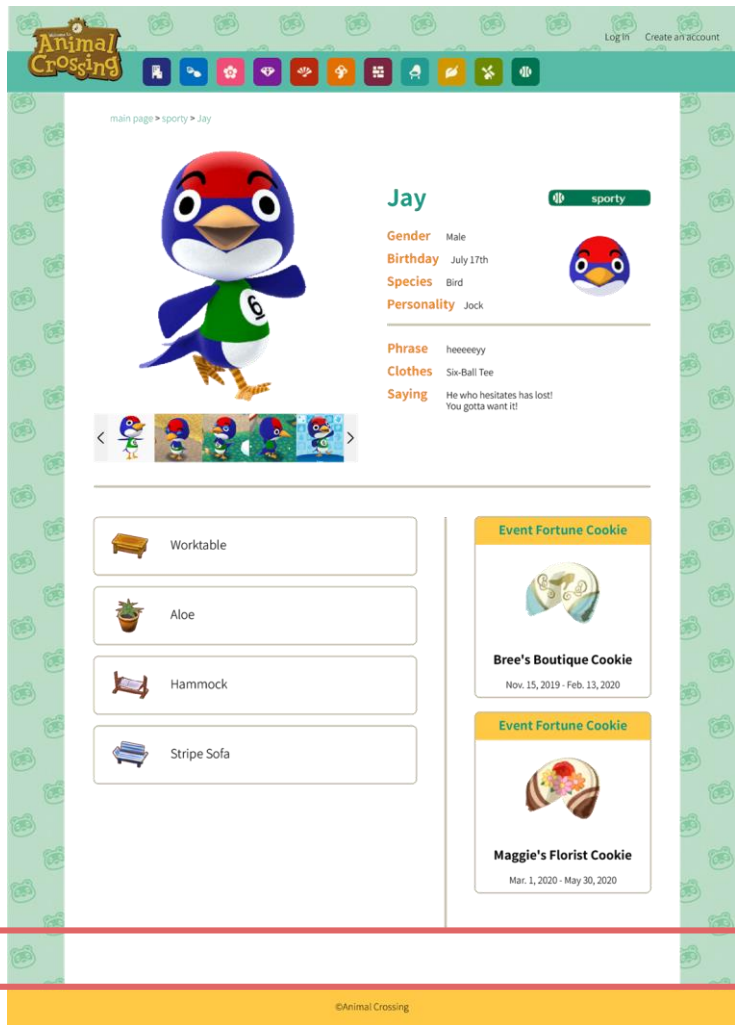 Welcome to
Animal
Crossing
Log In Create an account
main page > sporty > Jay
Jay
sporty
Gender Male
Birthday July 17th
Species Bird
Personality Jock
6
Phrase heeeeeyy
Clothes Six-Ball Tee
Saying He who hesitates has lost!
You gotta want it!
Worktable
Aloe
Hammock
Stripe Sofa
Event Fortune Cookie
Bree's Boutique Cookie
Nov. 15, 2019 - Feb. 13, 2020
Event Fortune Cookie
Maggie's Florist Cookie
Mar. 1, 2020 - May 30, 2020
©Animal Crossing